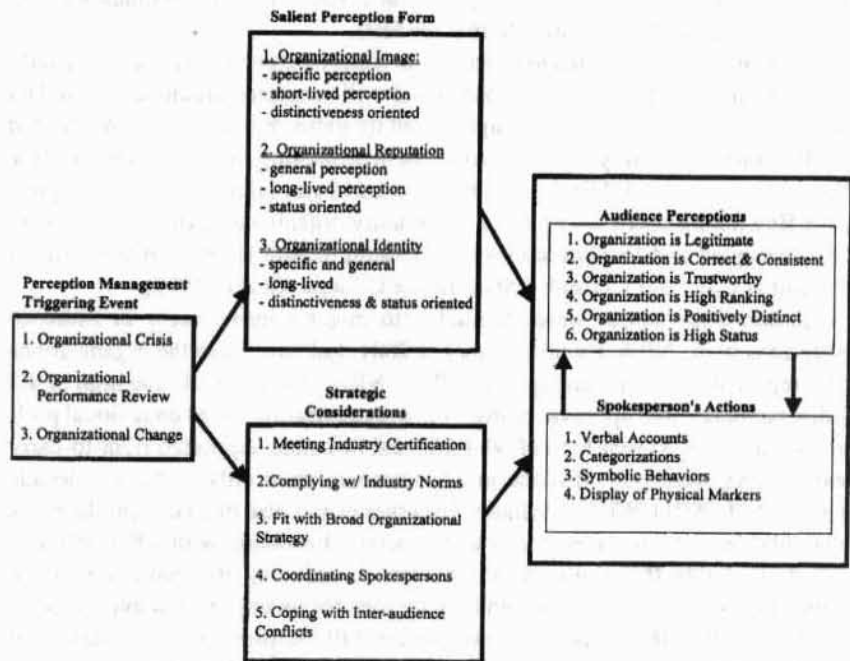 Salient Perception Form
1. Organizational Image:
- specific perception
- short-lived perception
- distinctiveness oriented
2. Organizational Reputation
- general perception
- long-lived perception
- status oriented
3. Organizational Identity
- specific and general
- long-lived
- distinctiveness & status oriented
Perception Management
Triggering Event
1. Organizational Crisis
2. Organizational
Performance Review
3. Organizational Change
Strategic
Considerations
1. Meeting Industry Certification
2.Complying w/ Industry Norms
3. Fit with Broad Organizational
Strategy
4. Coordinating Spokespersons
5. Coping with Inter-audience
Conflicts
Audience Perceptions
1. Organization is Legitimate
2. Organization is Correct & Consistent
3. Organization is Trustworthy
4. Organization is High Ranking
5. Organization is Positively Distinct
6. Organization is High Status
Spokesperson's Actions
1. Verbal Accounts
2. Categorizations
3. Symbolic Behaviors
4. Display of Physical Markers